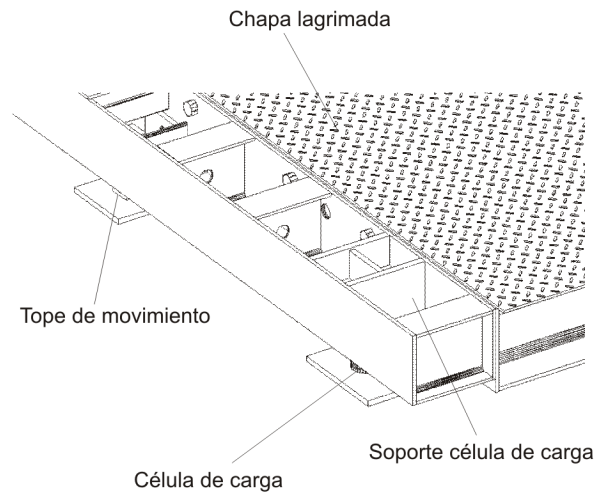 Chapa lagrimada
Tope de movimiento
Soporte célula de carga
Célula de carga